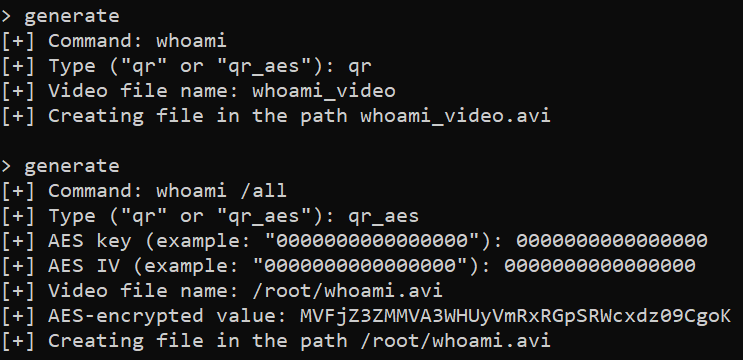 > generate
[+] Command: whoami
[+] Type ("qr" or "qr_aes"): qr
[+] Video file name: whoami_video
[+] Creating file in the path whoami_video.avi
> generate
[+] Command: whoami /all
[+] Type ("qr" or "qr_aes"): qr_aes
[+] AES key (example: "0000000000000000"): 0000000000000000
[+] AES IV (example: "0000000000000000"): 0000000000000000
[+] Video file name: /root/whoami.avi
[+] AES-encrypted value: MVFjZ3ZMMVA3WHUyVmRxRGpSRWcxdz09CgoK
[+] Creating file in the path /root/whoami.avi